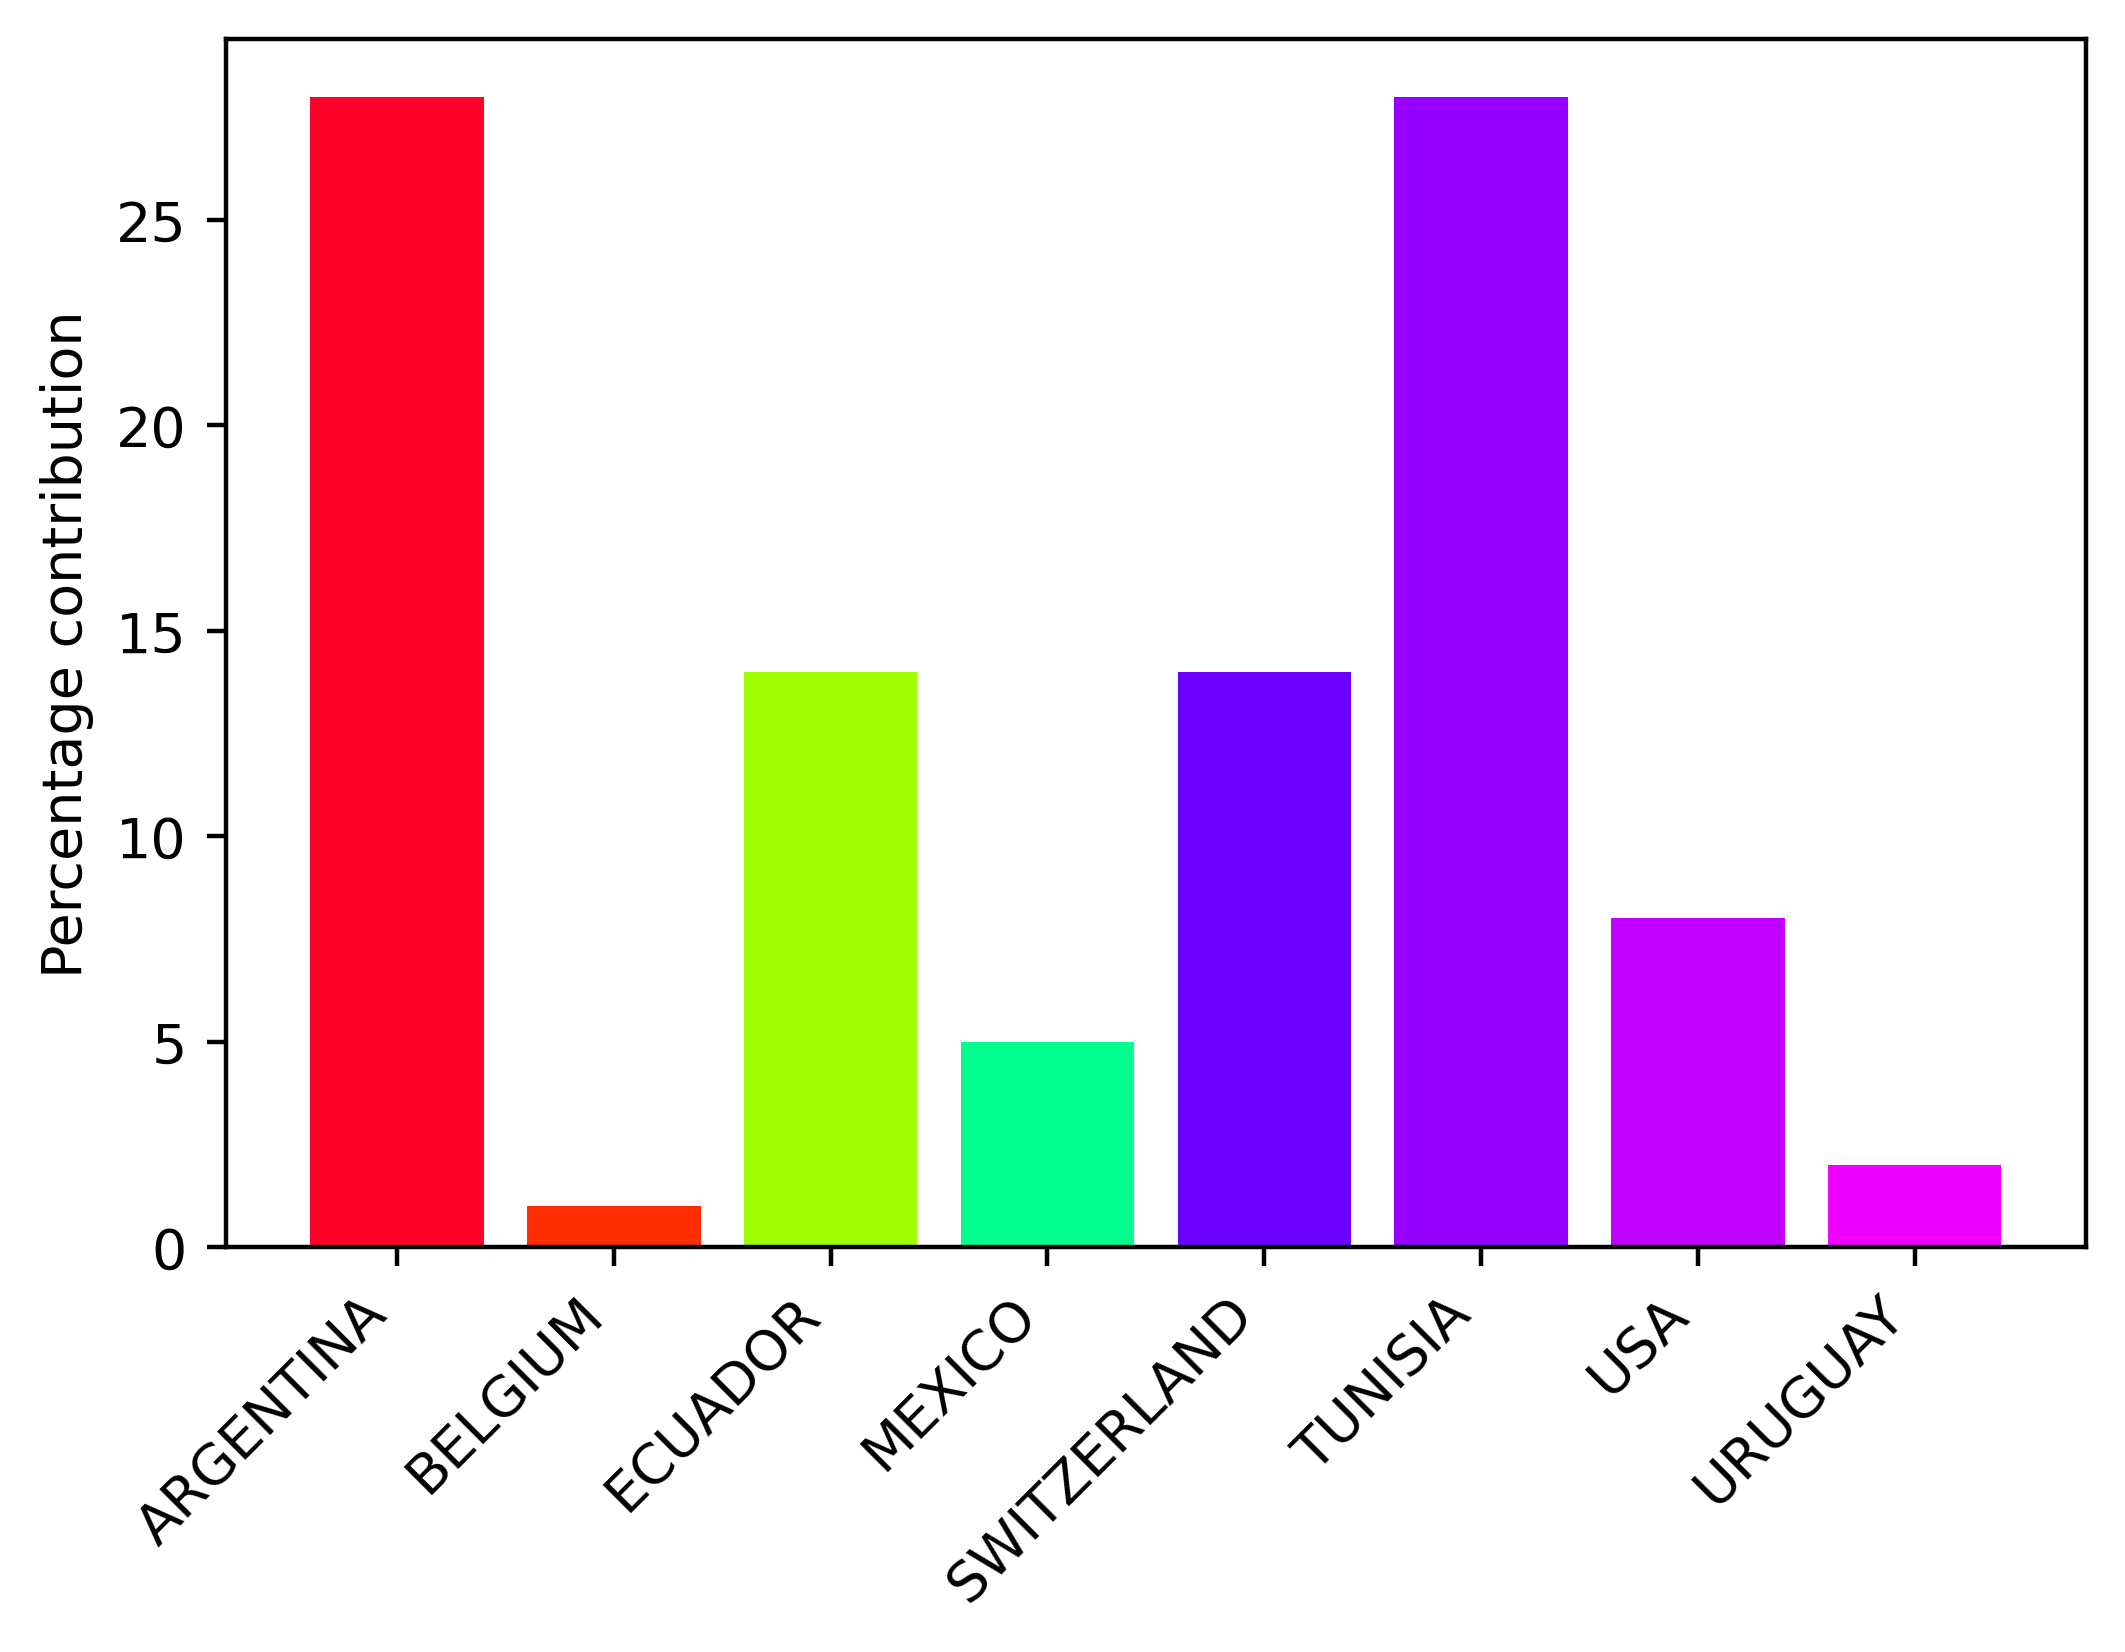 Percentage contribution
25
20
15
10
5
0
ARGENTINA
BELGIUM
ECUADOR
MEXICO
SWITZERLAND
TUNISIA
USA
URUGUAY